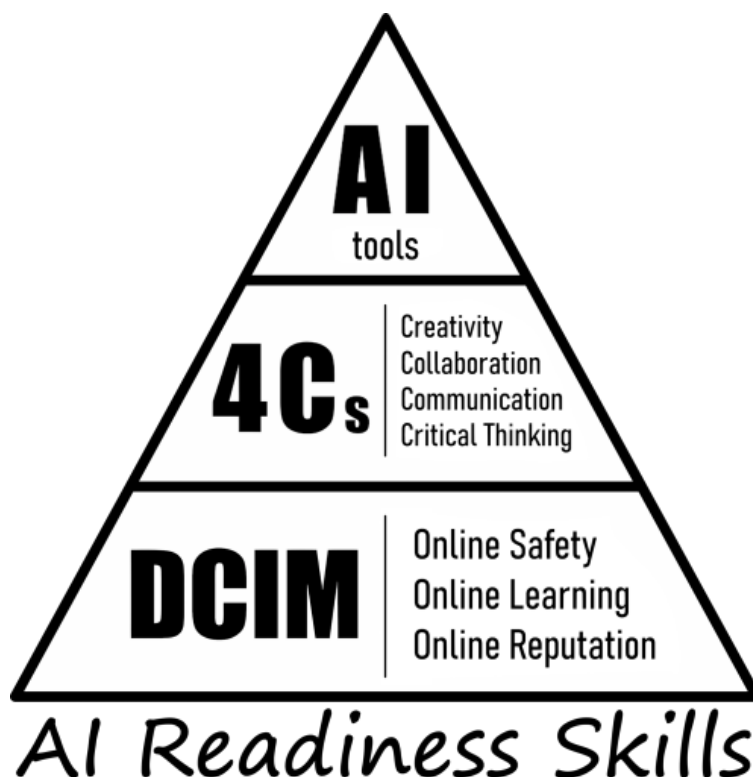 AI
tools
4Cs
Creativity
Collaboration
Communication
Critical Thinking
DCIM
Online Safety
Online Learning
Online Reputation
AI Readiness Skills